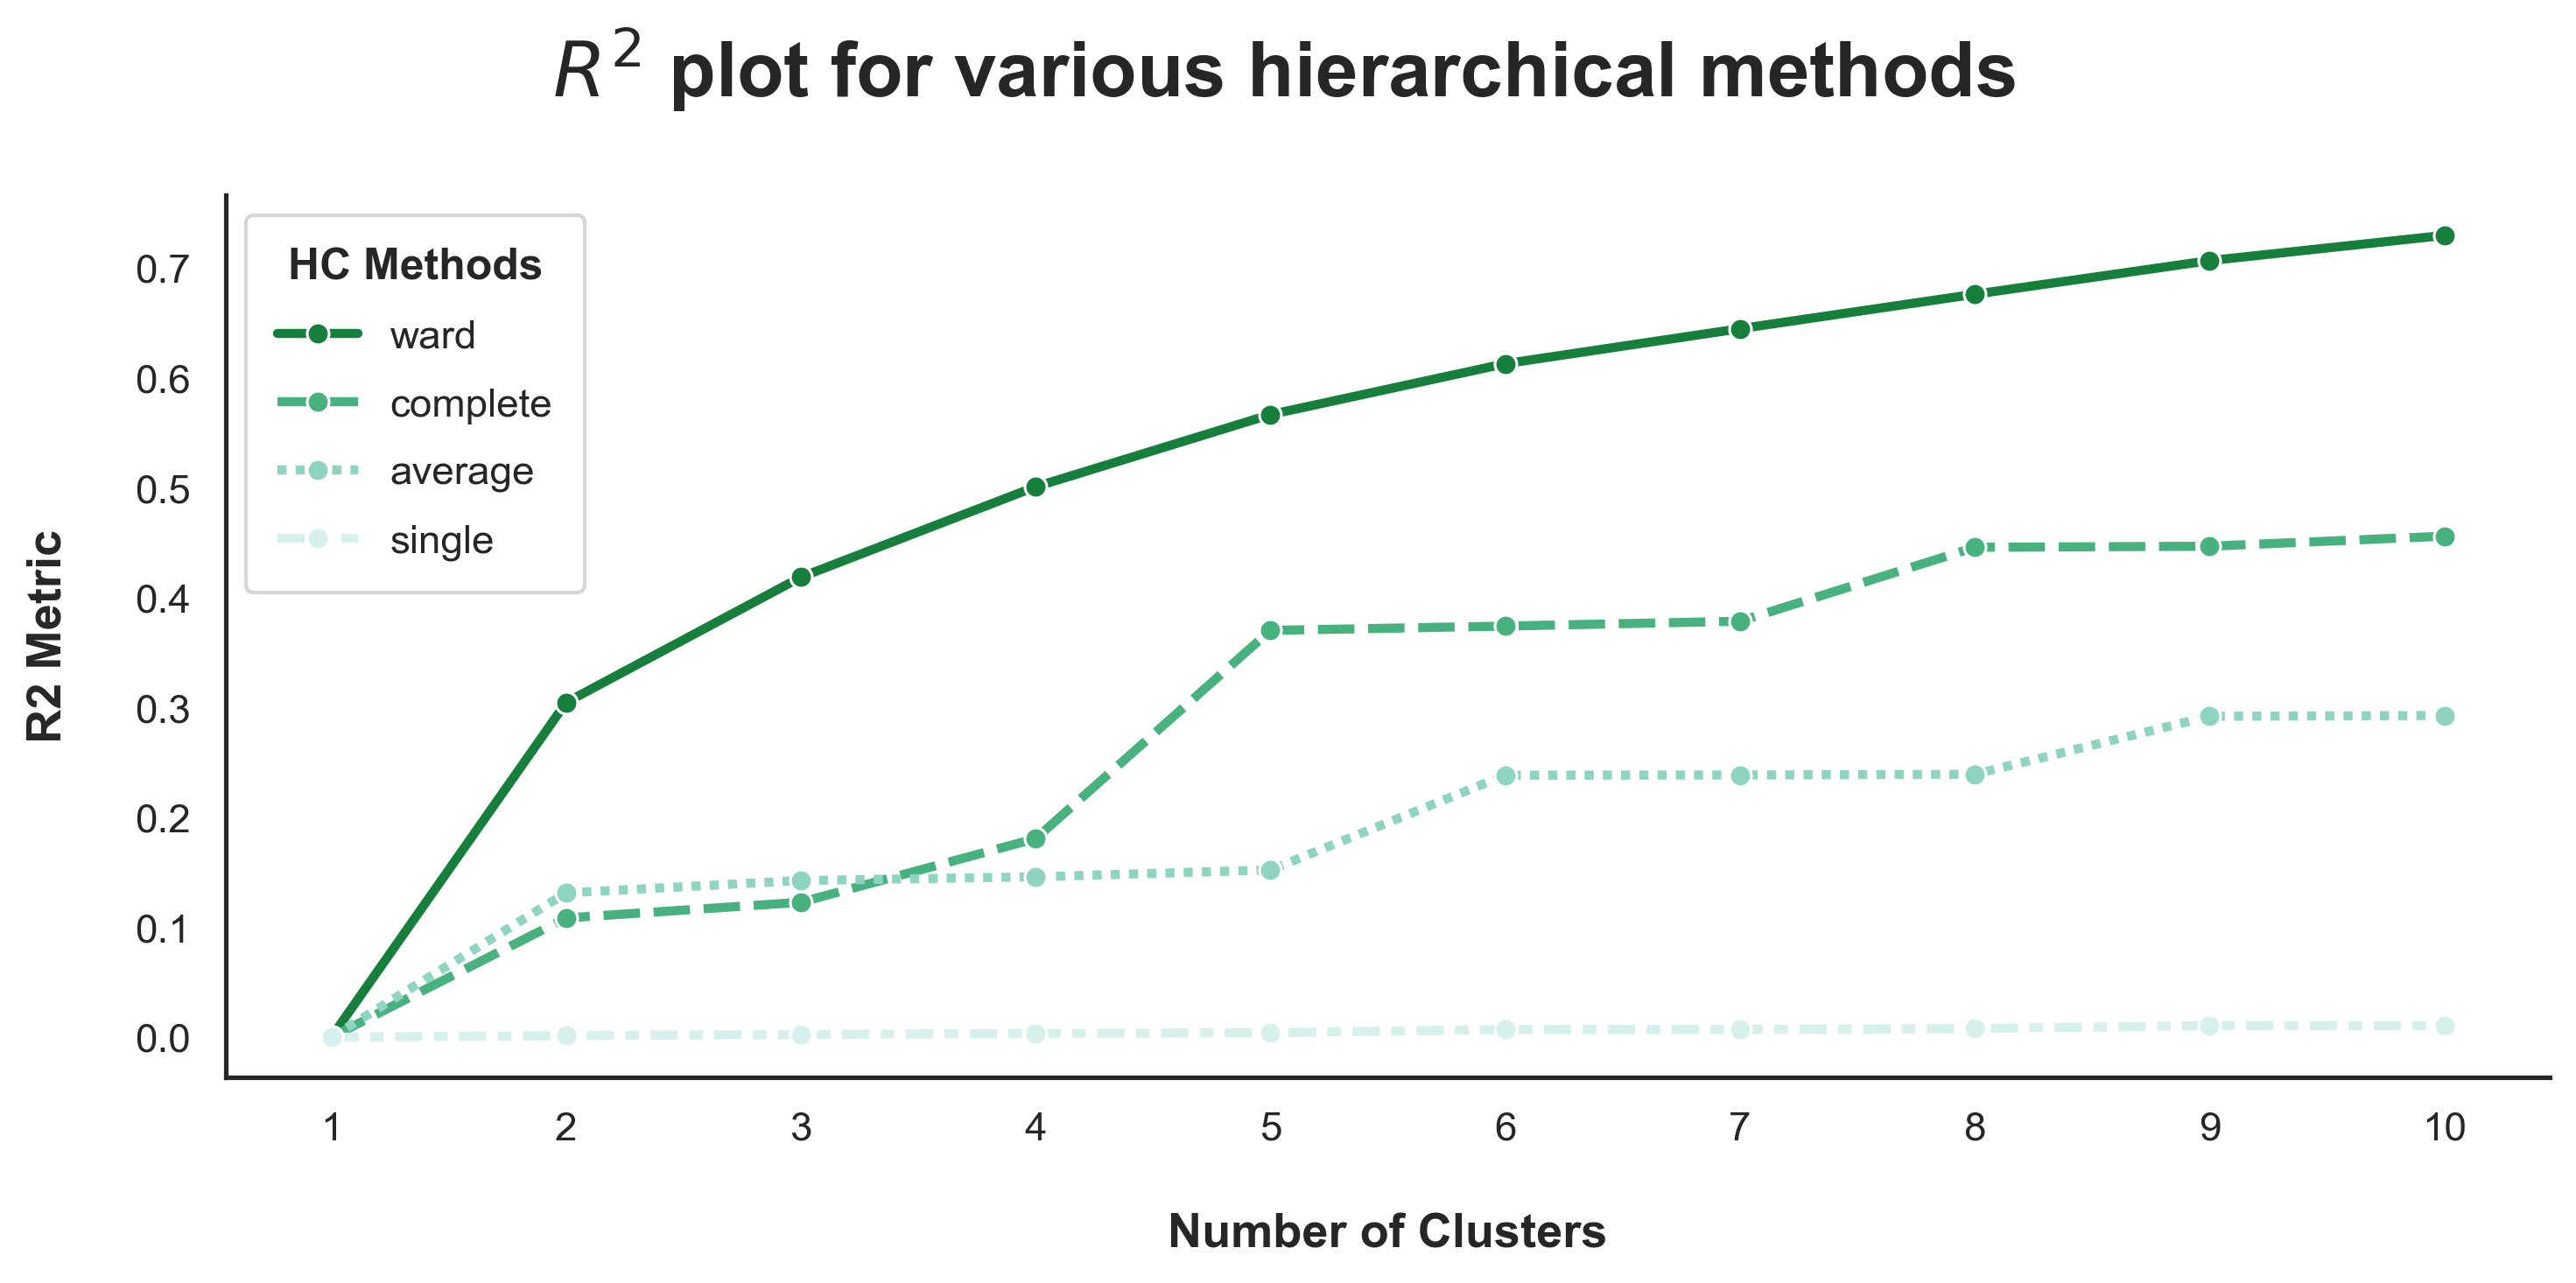 R² plot for various hierarchical methods
HC Methods
ward
complete
average
single
R2 Metric
0.7
0.6
0.5
0.4
0.3
0.2
0.1
0.0
1 2 3 4 5 6 7 8 9 10
Number of Clusters